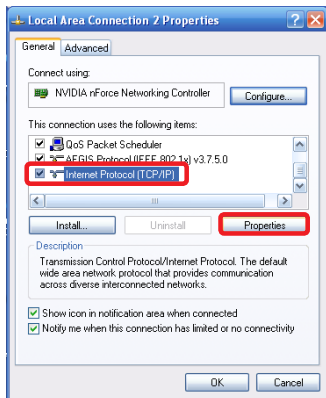 Local Area Connection 2 Properties
General
Advanced
Connect using:
NVIDIA nForce Networking Controller
Configure...
This connection uses the following items:
QoS Packet Scheduler
AEGIS Protocol (IEEE 802.1x) v3.7.5.0
Internet Protocol (TCP/IP)
Install...
Uninstall
Properties
Description
Transmission Control Protocol/Internet Protocol. The default
wide area network protocol that provides communication
across diverse interconnected networks.
Show icon in notification area when connected
Notify me when this connection has limited or no connectivity
OK
Cancel